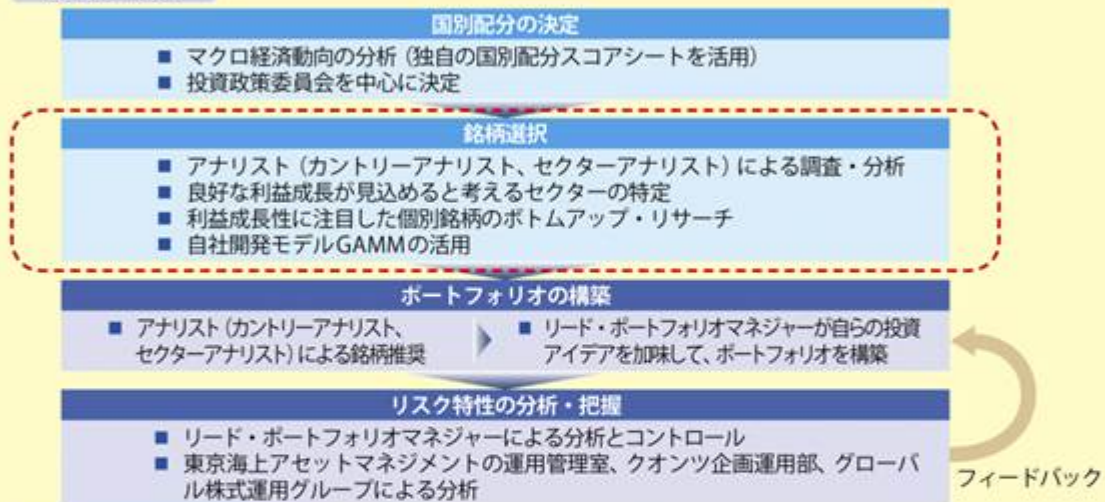 国別配分の決定
■ マクロ経済動向の分析（独自の国別配分スコアシートを活用）
■ 投資政策委員会を中心に決定
銘柄選択
■ アナリスト（カントリーアナリスト、セクターアナリスト）による調査・分析
■ 良好な利益成長が見込めると考えるセクターの特定
■ 利益成長性に注目した個別銘柄のボトムアップ・リサーチ
■ 自社開発モデルGAMMの活用
ポートフォリオの構築
■ アナリスト（カントリーアナリスト、
セクターアナリスト）による銘柄推奨
■ リード・ポートフォリオマネジャーが自らの投資
アイデアを加味して、ポートフォリオを構築
リスク特性の分析・把握
■ リード・ポートフォリオマネジャーによる分析とコントロール
■ 東京海上アセットマネジメントの運用管理室、クオンツ企画運用部、グローバ
ル株式運用グループによる分析
フィードバック